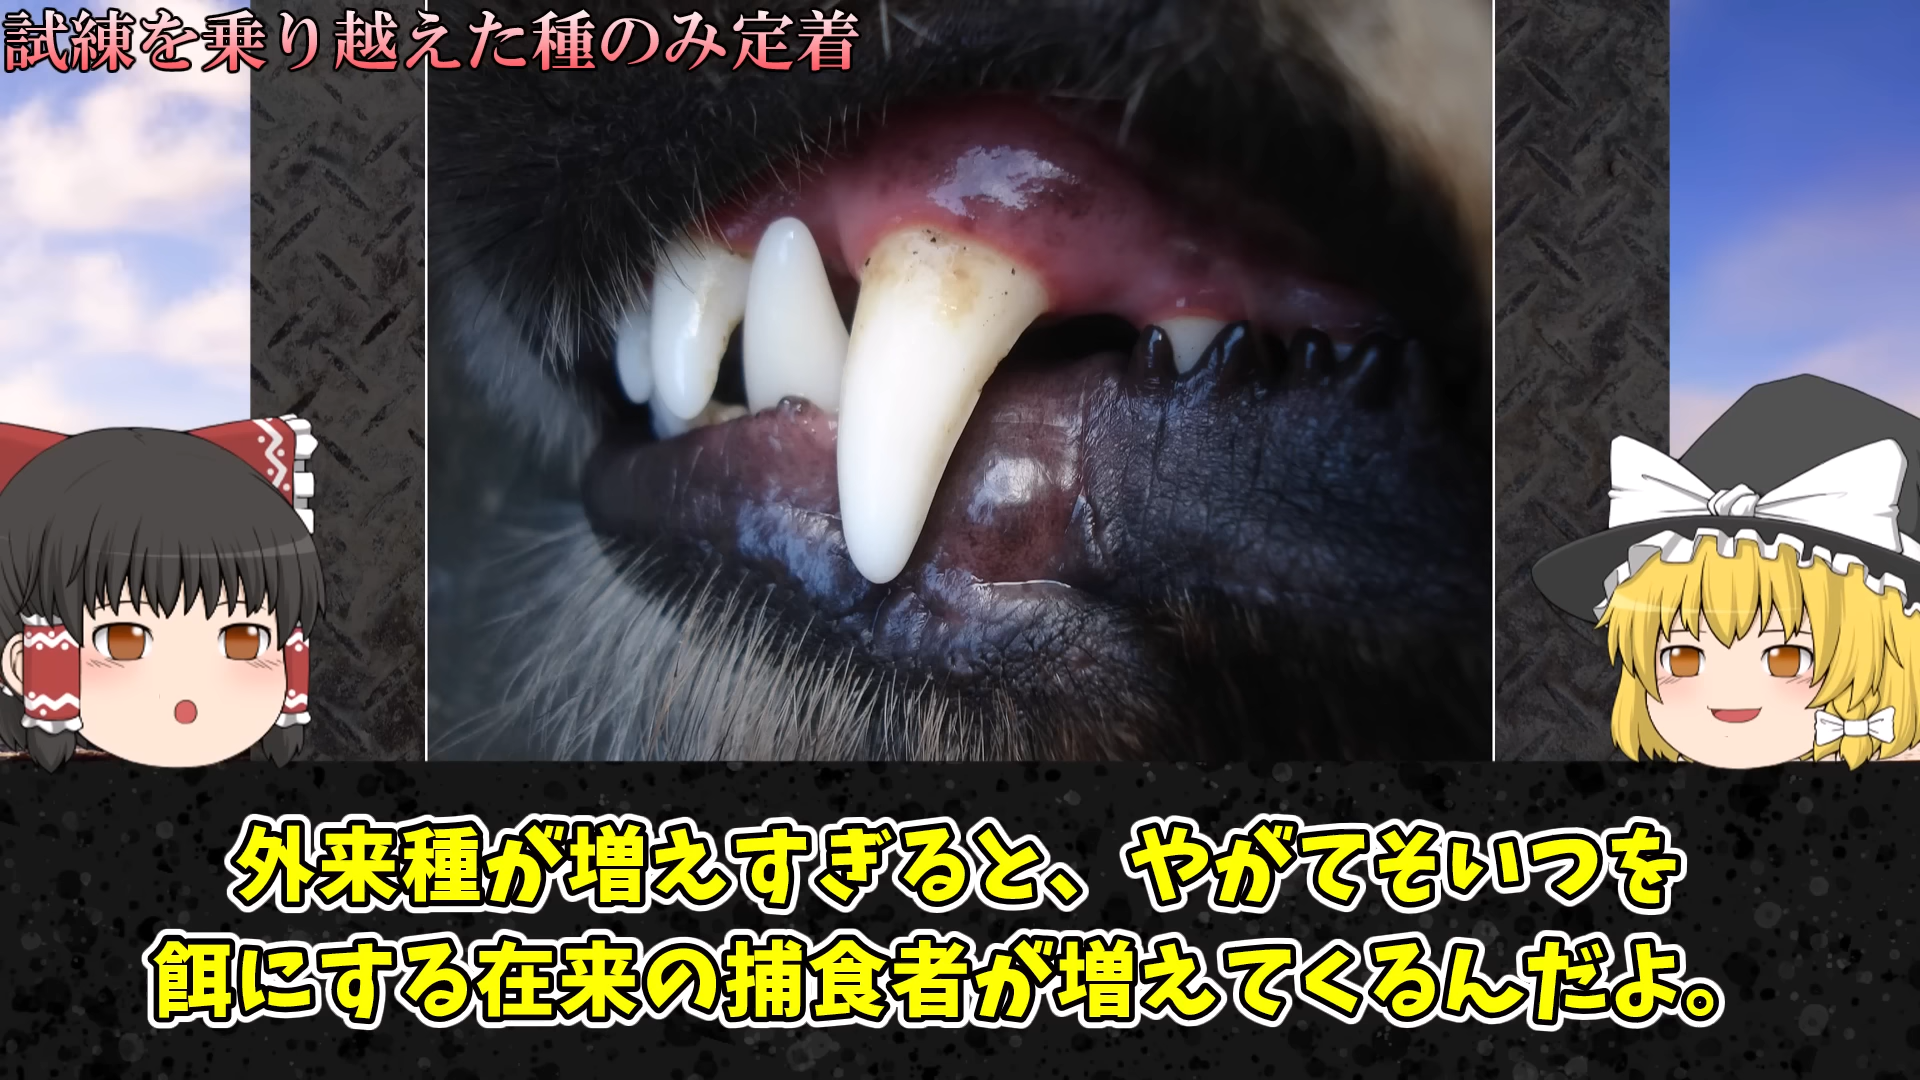 試練を乗り越えた種のみ定着
外来種が増えすぎると、やがてそいつを
餌にする在来の捕食者が増えてくるんだよ。